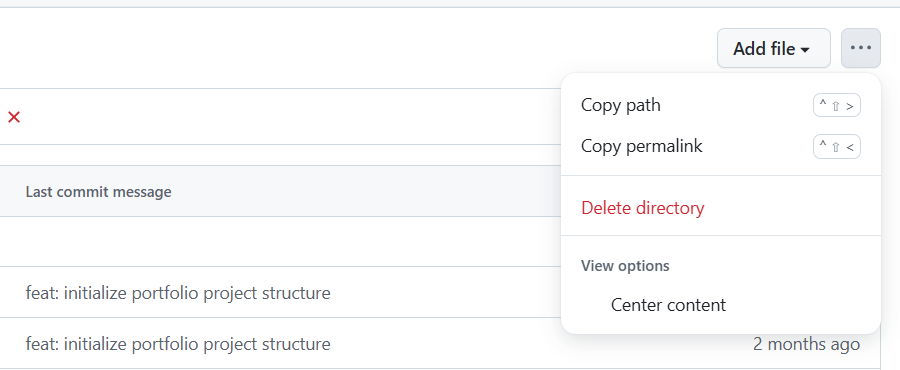 Add file
Copy path ^ ⇧ >
Copy permalink ^ ⇧ <
Last commit message
Delete directory
View options
feat: initialize portfolio project structure
Center content
feat: initialize portfolio project structure 2 months ago